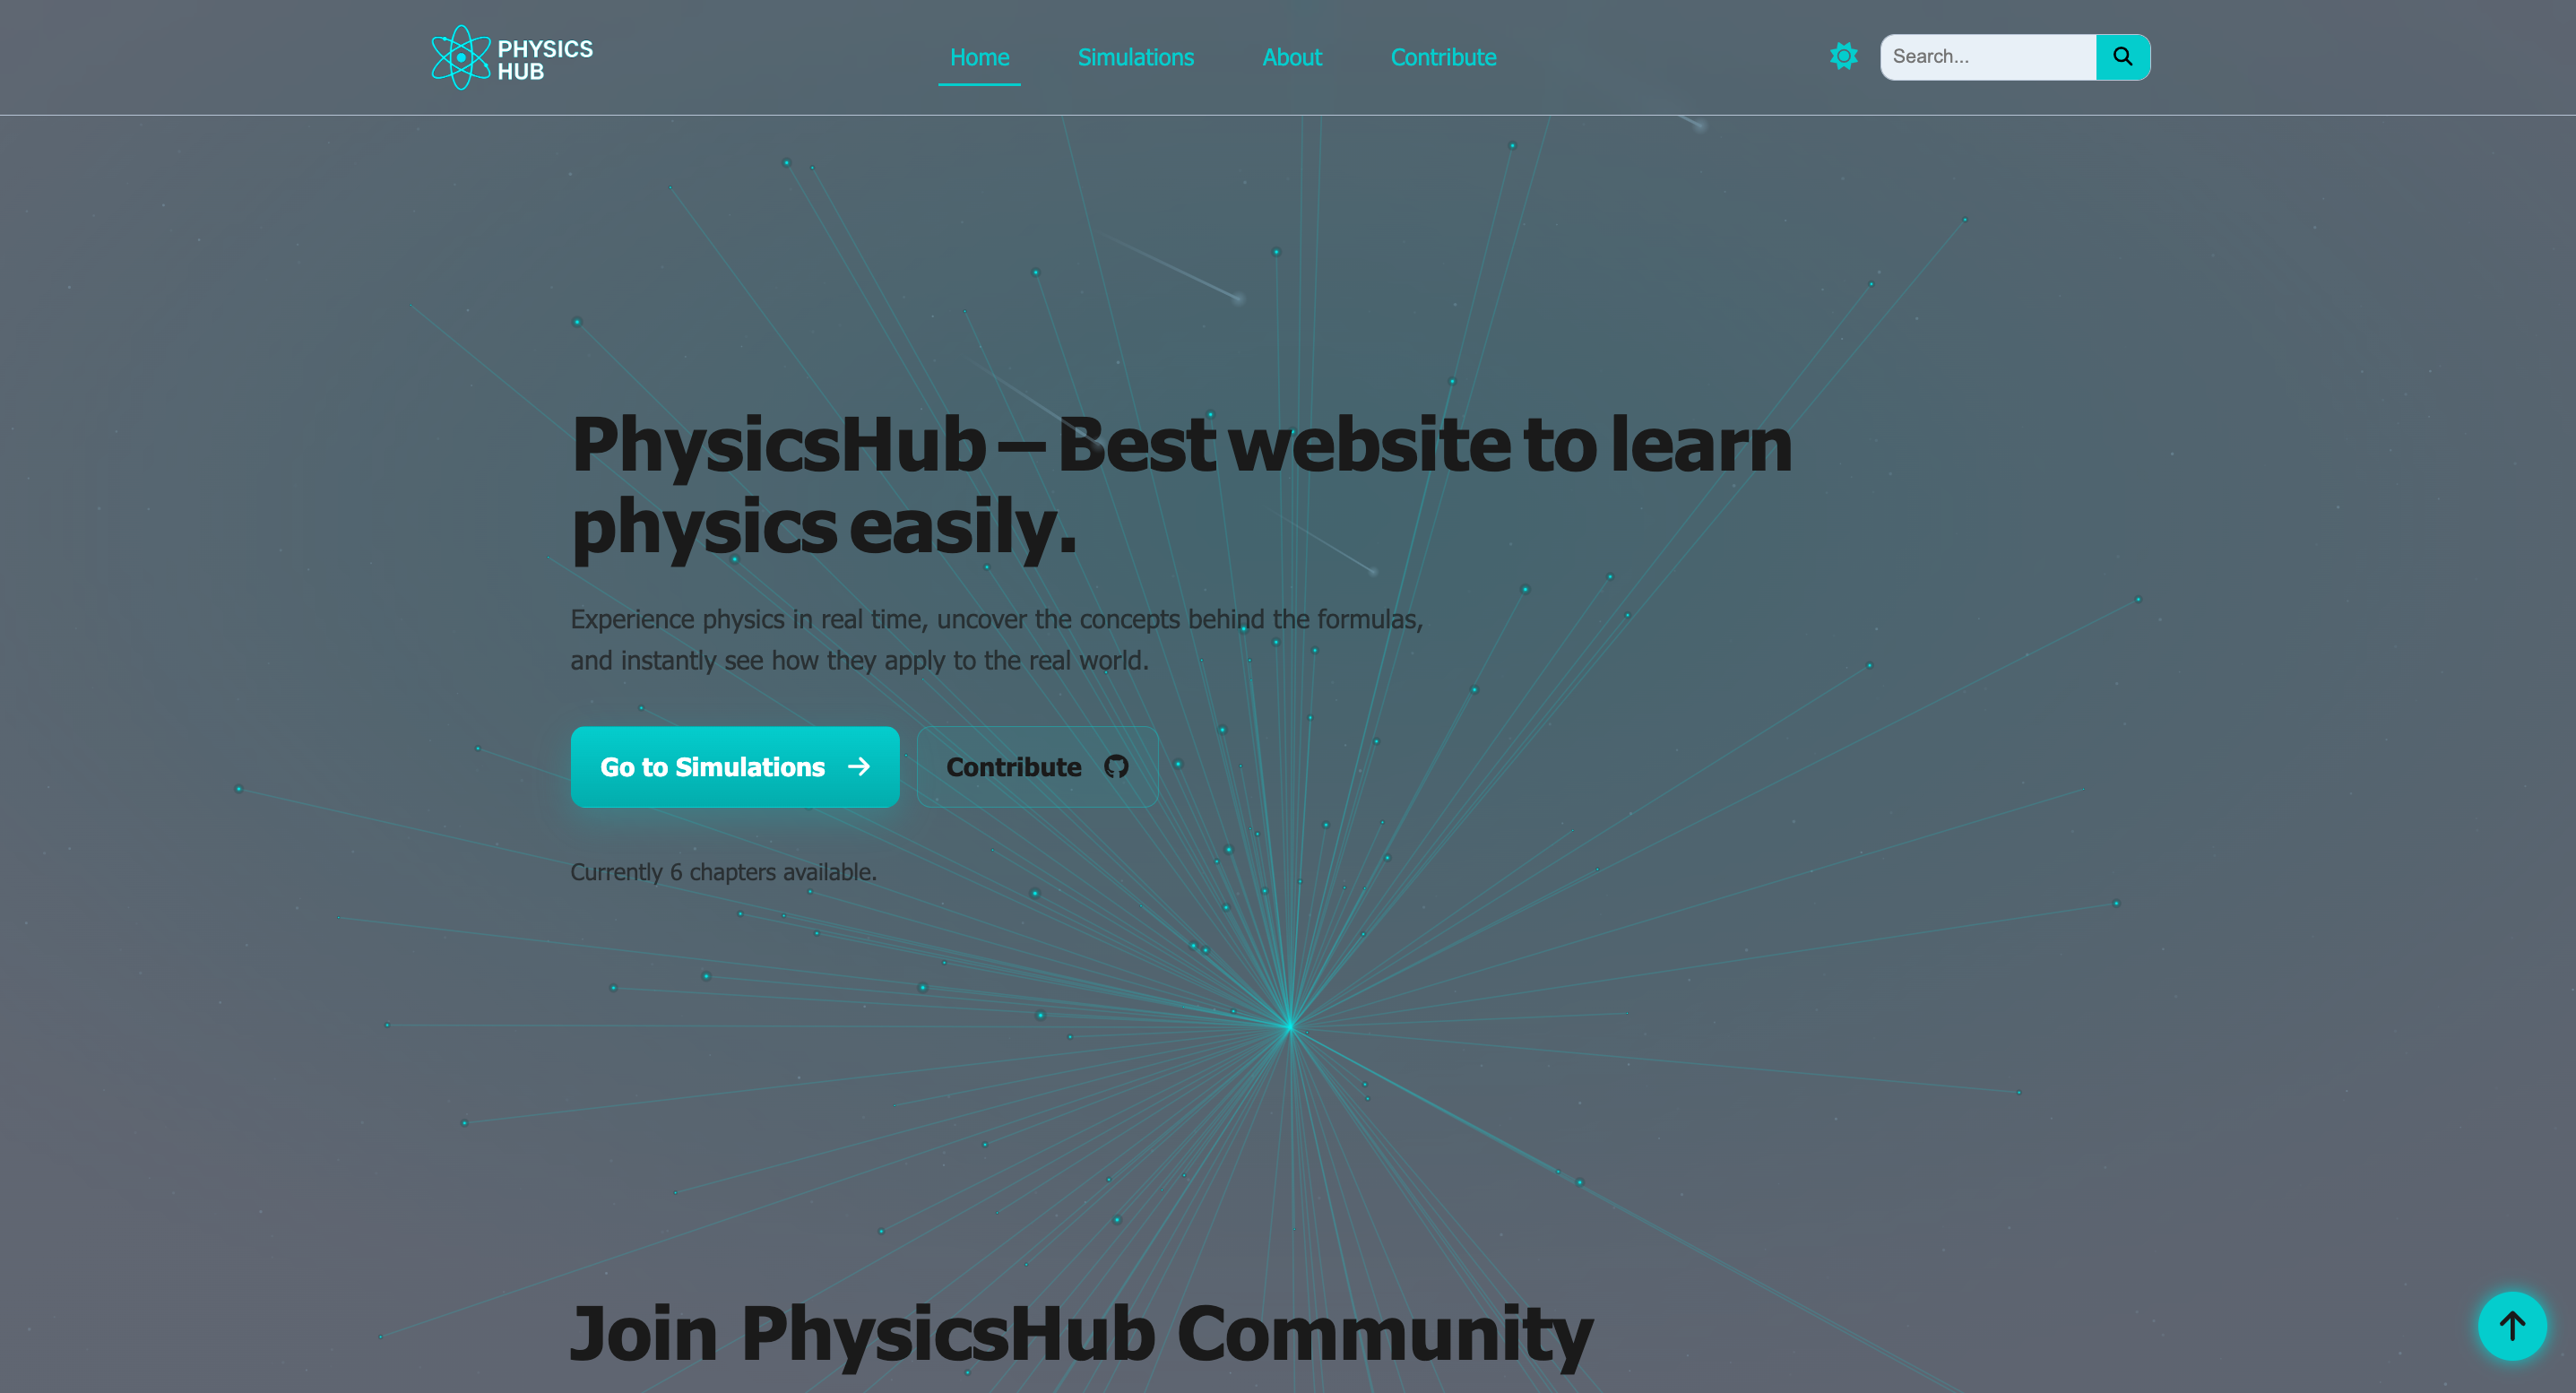 PHYSICS
HUB
Home
Simulations
About
Contribute
Search...
PhysicsHub – Best website to learn
physics easily.
Experience physics in real time, uncover the concepts behind the formulas,
and instantly see how they apply to the real world.
Go to Simulations
Contribute
Currently 6 chapters available.
Join PhysicsHub Community